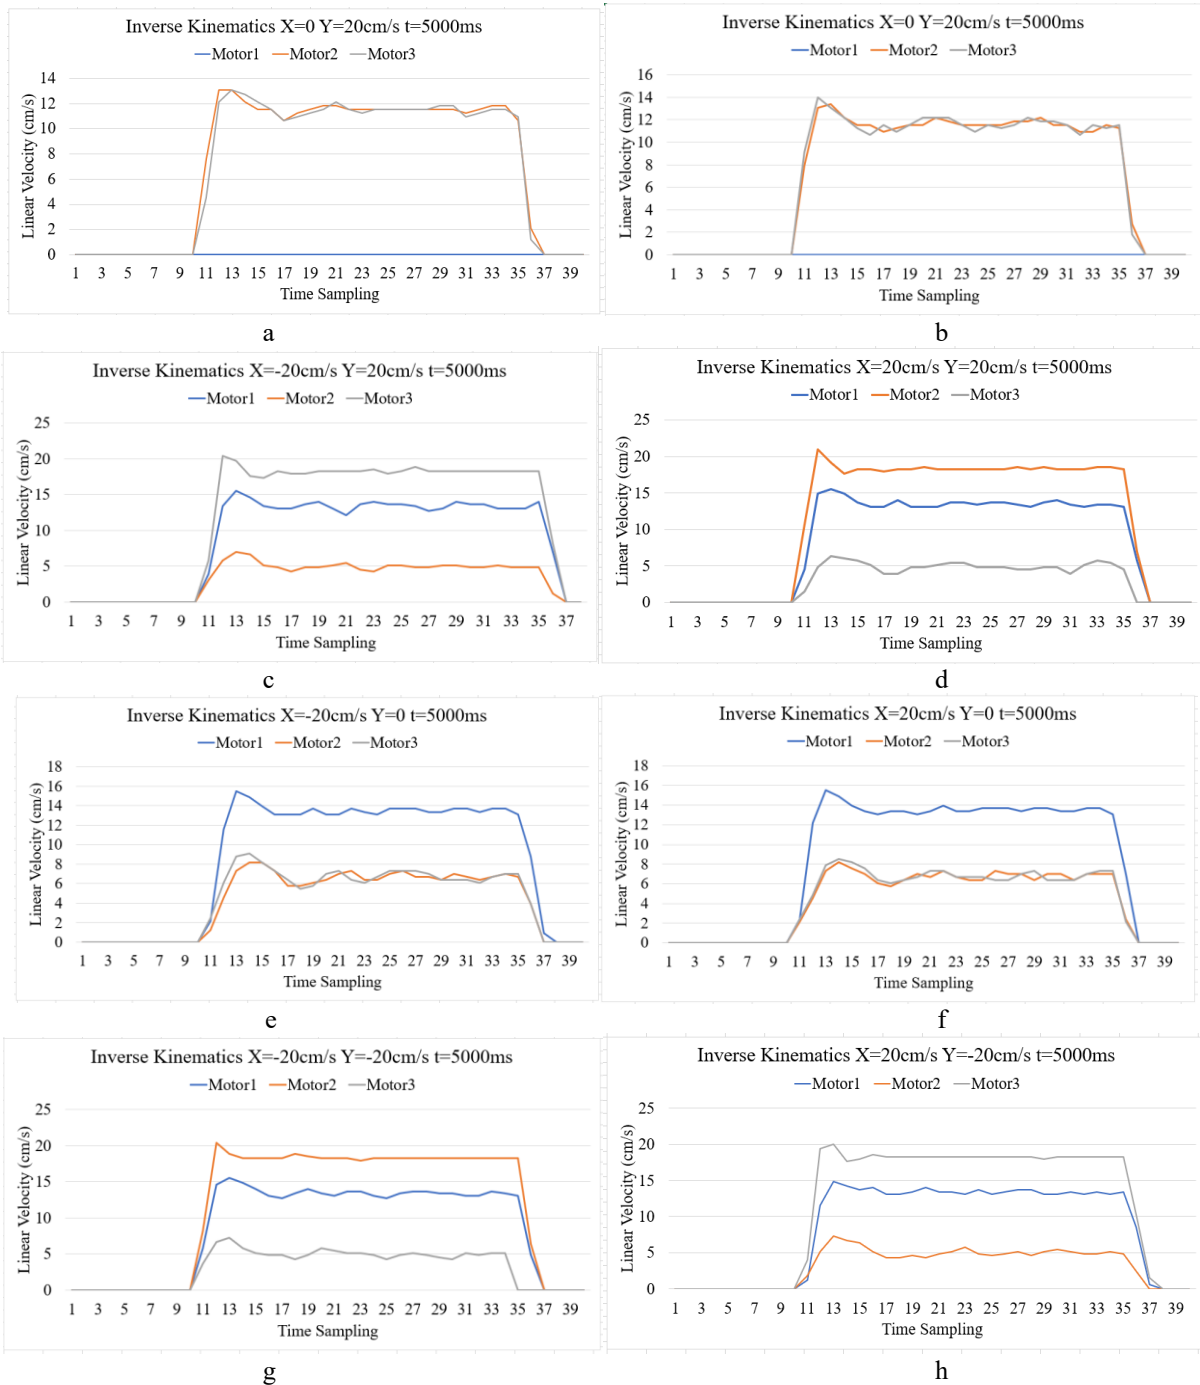 Inverse Kinematics X=0 Y=20cm/s t=5000ms
Motor1 Motor2 Motor3
Linear Velocity (cm/s)
14
12
10
8
6
4
2
0
1 3 5 7 9 11 13 15 17 19 21 23 25 27 29 31 33 35 37 39
Time Sampling
a
Inverse Kinematics X=0 Y=20cm/s t=5000ms
Motor1 Motor2 Motor3
Linear Velocity (cm/s)
16
14
12
10
8
6
4
2
0
1 3 5 7 9 11 13 15 17 19 21 23 25 27 29 31 33 35 37 39
Time Sampling
b
Inverse Kinematics X=-20cm/s Y=20cm/s t=5000ms
Motor1 Motor2 Motor3
Linear Velocity (cm/s)
25
20
15
10
5
0
1 3 5 7 9 11 13 15 17 19 21 23 25 27 29 31 33 35 37
Time Sampling
c
Inverse Kinematics X=20cm/s Y=20cm/s t=5000ms
Motor1 Motor2 Motor3
Linear Velocity (cm/s)
25
20
15
10
5
0
1 3 5 7 9 11 13 15 17 19 21 23 25 27 29 31 33 35 37 39
Time Sampling
d
Inverse Kinematics X=-20cm/s Y=0 t=5000ms
Motor1 Motor2 Motor3
Linear Velocity (cm/s)
18
16
14
12
10
8
6
4
2
0
1 3 5 7 9 11 13 15 17 19 21 23 25 27 29 31 33 35 37 39
Time Sampling
e
Inverse Kinematics X=20cm/s Y=0 t=5000ms
Motor1 Motor2 Motor3
Linear Velocity (cm/s)
18
16
14
12
10
8
6
4
2
0
1 3 5 7 9 11 13 15 17 19 21 23 25 27 29 31 33 35 37 39
Time Sampling
f
Inverse Kinematics X=-20cm/s Y=-20cm/s t=5000ms
Motor1 Motor2 Motor3
Linear Velocity (cm/s)
25
20
15
10
5
0
1 3 5 7 9 11 13 15 17 19 21 23 25 27 29 31 33 35 37 39
Time Sampling
g
Inverse Kinematics X=20cm/s Y=-20cm/s t=5000ms
Motor1 Motor2 Motor3
Linear Velocity (cm/s)
25
20
15
10
5
0
1 3 5 7 9 11 13 15 17 19 21 23 25 27 29 31 33 35 37 39
Time Sampling
h